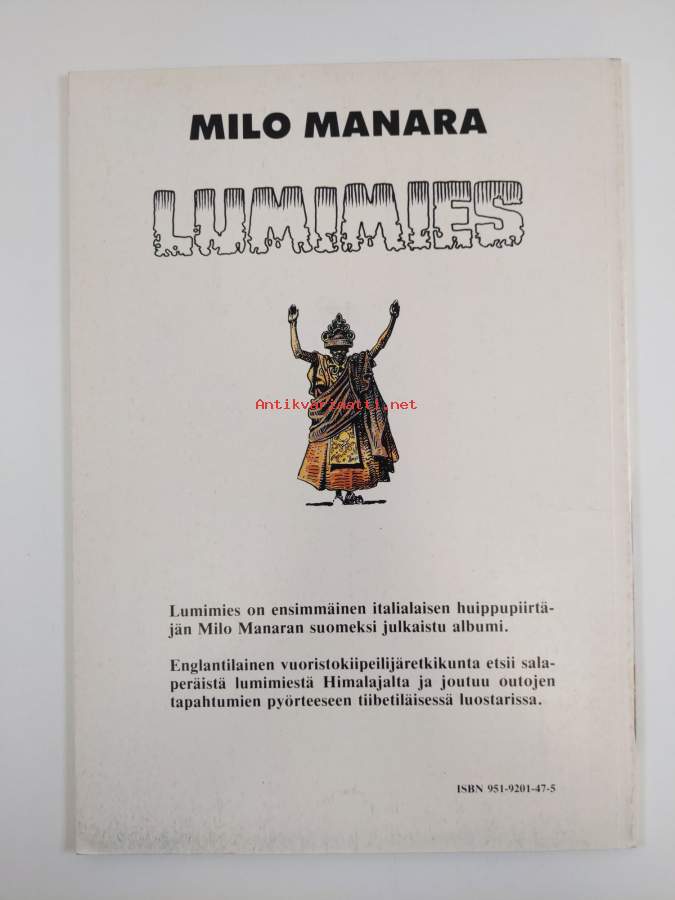 MILO MANARA
LUMIMIES
Antikvariaatti.net
Lumimies on ensimmäinen italialaisen huippupiirtä-
jän Milo Manaran suomeksi julkaistu albumi.
Englantilainen vuoristokiipeilijäretkikunta etsii sala-
peräistä lumimiestä Himalajalta ja joutuu outojen
tapahtumien pyörteeseen tiibetiläisessä luostarissa.
ISBN 951-9201-47-5